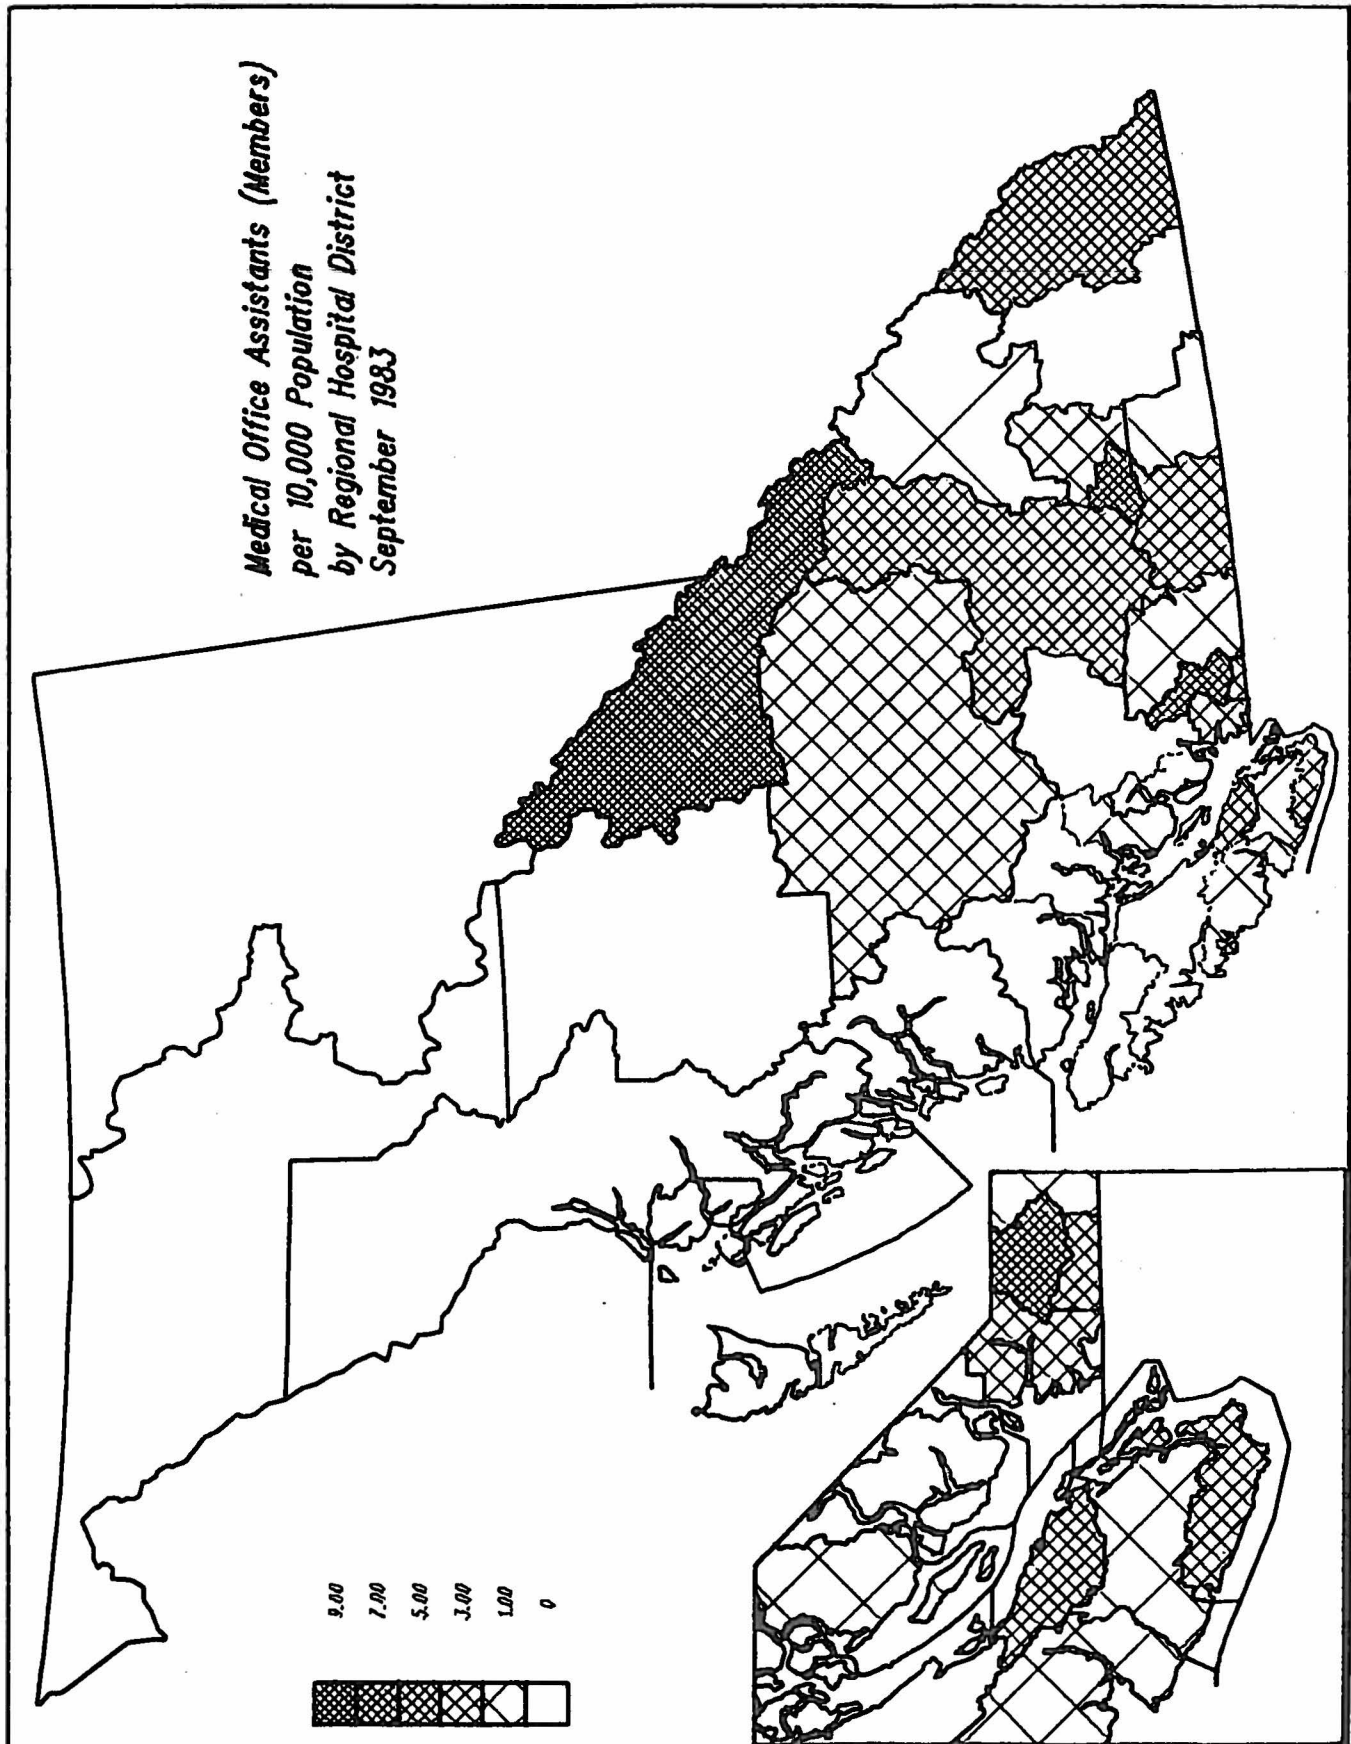 Medical Office Assistants (Members)
per 10,000 Population
by Regional Hospital District
September 1983
9.00
7.00
5.00
3.00
1.00
0